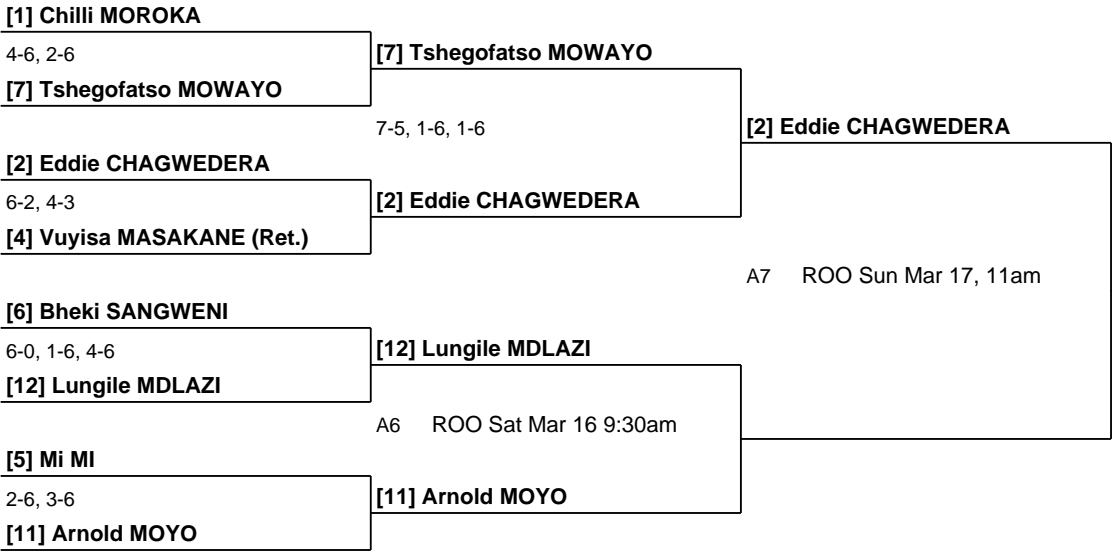 [1] Chilli MOROKA
4-6, 2-6
[7] Tshegofatso MOWAYO
[7] Tshegofatso MOWAYO
7-5, 1-6, 1-6
[2] Eddie CHAGWEDERA
[2] Eddie CHAGWEDERA
6-2, 4-3
[2] Eddie CHAGWEDERA
[4] Vuyisa MASAKANE (Ret.)
A7 ROO Sun Mar 17, 11am
[6] Bheki SANGWENI
6-0, 1-6, 4-6
[12] Lungile MDLAZI
[12] Lungile MDLAZI
A6 ROO Sat Mar 16 9:30am
[5] Mi MI
2-6, 3-6
[11] Arnold MOYO
[11] Arnold MOYO